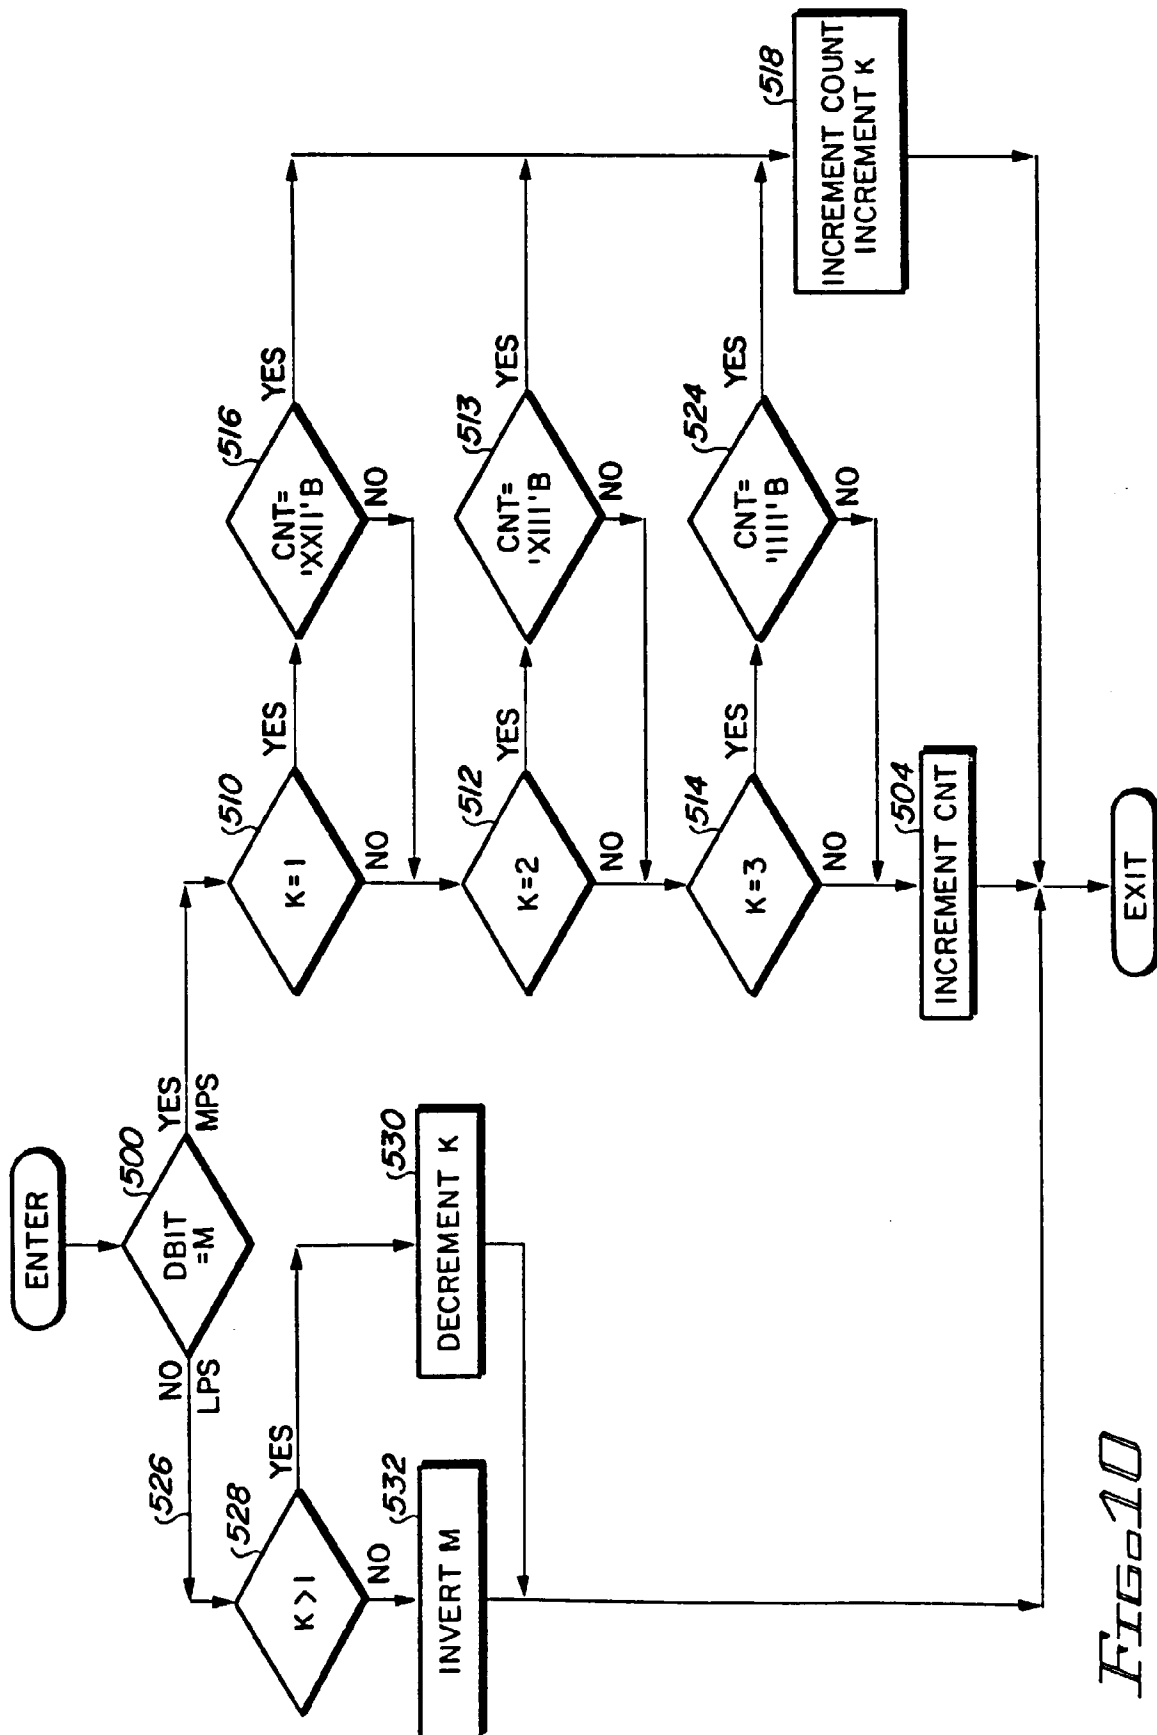 ENTER
500
DBIT
=M
YES
MPS
NO
LPS
526
528
K>1
YES
NO
532
INVERT M
530
DECREMENT K
510
K=1
YES
NO
516
CNT=
'XX11'B
YES
NO
512
K=2
YES
NO
513
CNT=
'X111'B
YES
NO
514
K=3
YES
NO
524
CNT=
'1111'B
YES
NO
518
INCREMENT COUNT
INCREMENT K
504
INCREMENT CNT
EXIT
FIG.10